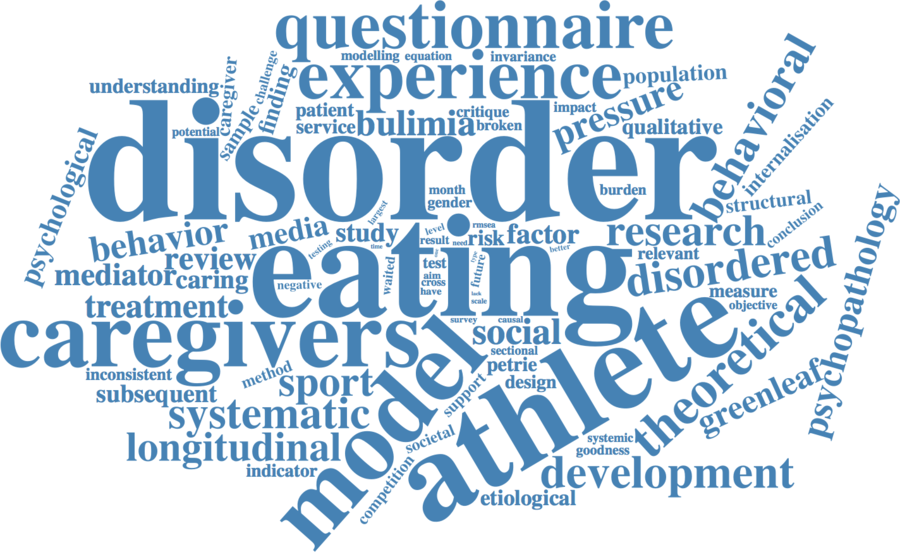 questionnaire
modelling
equation
invariance
experience
population
understanding
caregiver
challenge
finding
sample
potential
disorder
patient
service
bulimia
critique
broken
impact
pressure
qualitative
behavioral
internalisation
psychological
month
gender
burden
largest
structural
conclusion
behavior
media
testing
study
time
level
result
need
rmsea
risk
factor
better
research
relevant
mediator
review
caring
negative
eating
waited
test
aim
cross
have
type
future
lack
scale
disordered
measure
objective
psychopathology
treatment
caregivers
survey
causal
social
sectional
petrie
design
support
model
athlete
theoretical
greenleaf
inconsistent
method
subsequent
sport
systematic
longitudinal
indicator
societal
competition
systemic
goodness
development
etiological